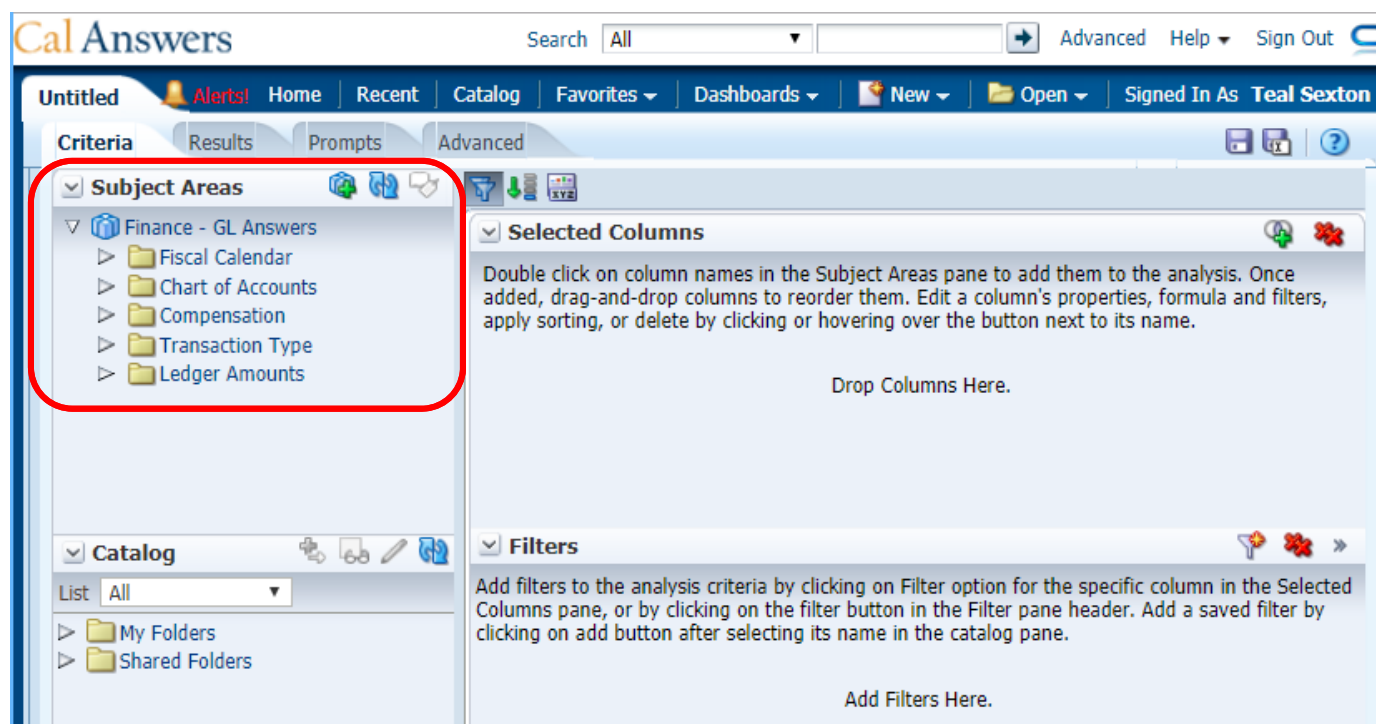 Cal Answers
Search All Advanced Help Sign Out
Untitled Alerts! Home Recent Catalog Favorites Dashboards New Open Signed In As Teal Sexton
Criteria Results Prompts Advanced
Subject Areas
Finance - GL Answers
Fiscal Calendar
Chart of Accounts
Compensation
Transaction Type
Ledger Amounts
XYZ
Selected Columns
Double click on column names in the Subject Areas pane to add them to the analysis. Once
added, drag-and-drop columns to reorder them. Edit a column's properties, formula and filters,
apply sorting, or delete by clicking or hovering over the button next to its name.
Drop Columns Here.
Catalog
List All
My Folders
Shared Folders
Filters
Add filters to the analysis criteria by clicking on Filter option for the specific column in the Selected
Columns pane, or by clicking on the filter button in the Filter pane header. Add a saved filter by
clicking on add button after selecting its name in the catalog pane.
Add Filters Here.